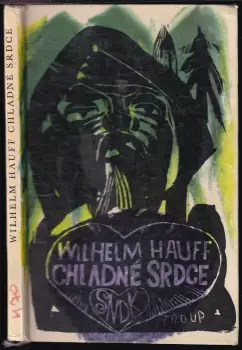 WILHELM HAUFF CHLADNÉ SRDCE
WILHELM HAUFF
CHLADNÉ SRDCE
SNDK
TROUP